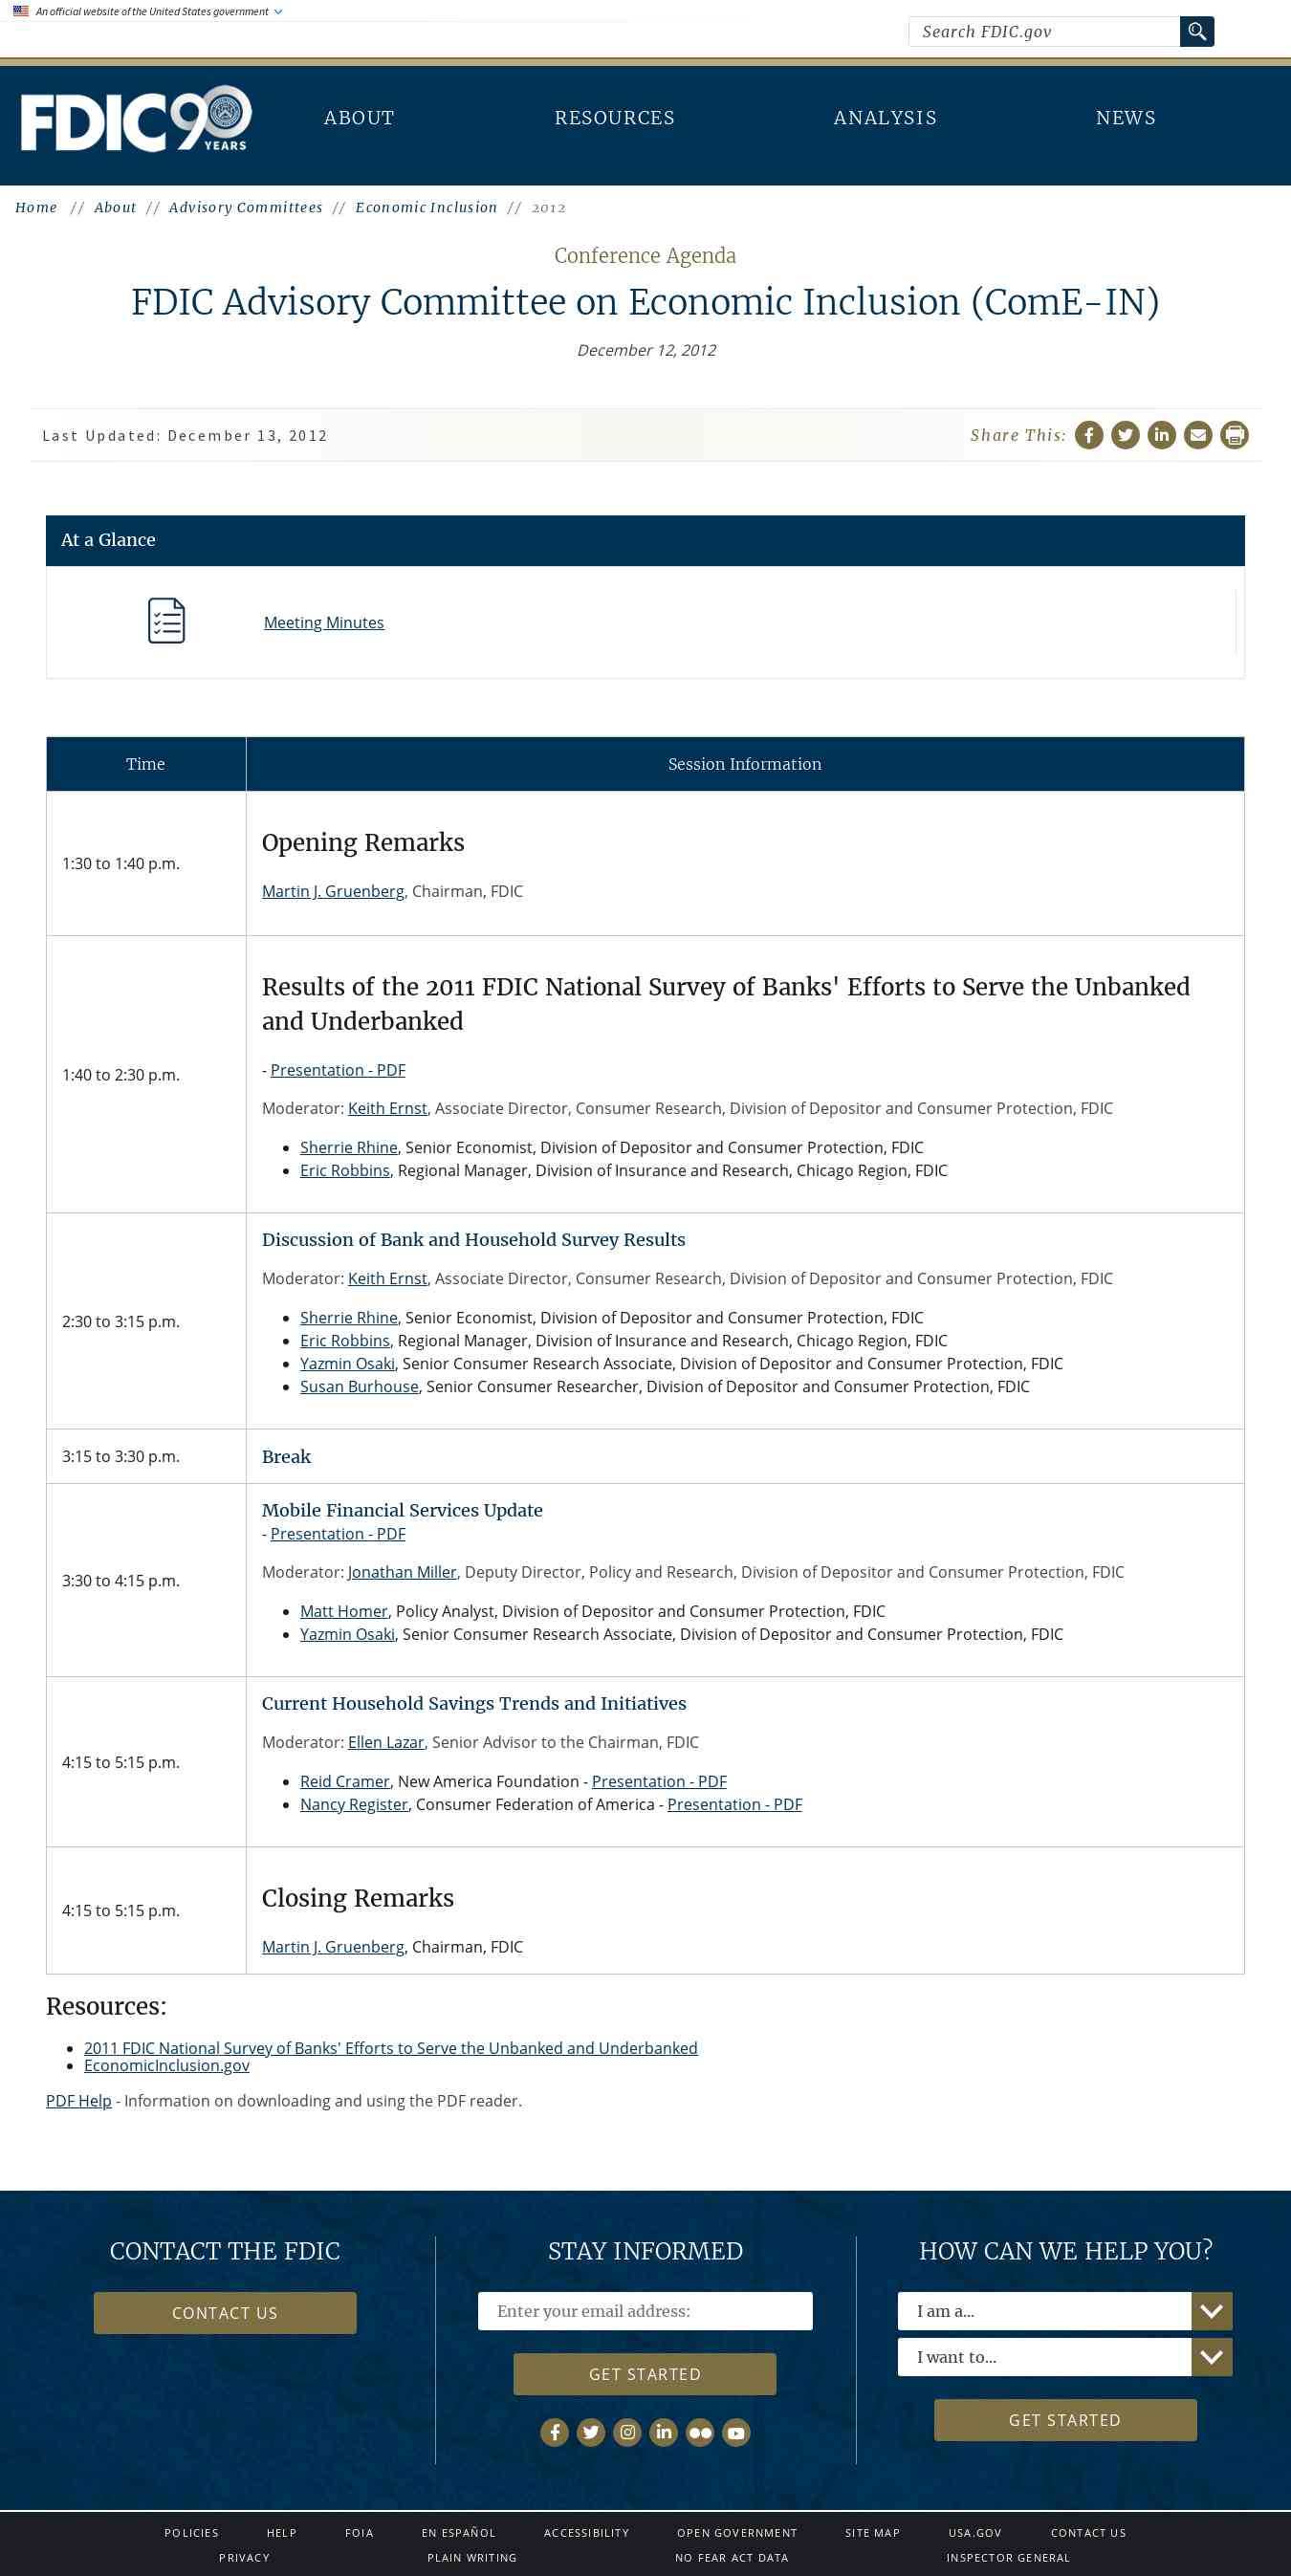 An official website of the United States government
Search FDIC.gov
FDIC 90 YEARS
ABOUT
RESOURCES
ANALYSIS
NEWS
Home // About // Advisory Committees // Economic Inclusion // 2012
Conference Agenda
FDIC Advisory Committee on Economic Inclusion (ComE-IN)
December 12, 2012
Last Updated: December 13, 2012
Share This:
At a Glance
Meeting Minutes
Time
Session Information
1:30 to 1:40 p.m.
Opening Remarks
Martin J. Gruenberg, Chairman, FDIC
1:40 to 2:30 p.m.
Results of the 2011 FDIC National Survey of Banks' Efforts to Serve the Unbanked
and Underbanked
- Presentation - PDF
Moderator: Keith Ernst, Associate Director, Consumer Research, Division of Depositor and Consumer Protection, FDIC
• Sherrie Rhine, Senior Economist, Division of Depositor and Consumer Protection, FDIC
• Eric Robbins, Regional Manager, Division of Insurance and Research, Chicago Region, FDIC
2:30 to 3:15 p.m.
Discussion of Bank and Household Survey Results
Moderator: Keith Ernst, Associate Director, Consumer Research, Division of Depositor and Consumer Protection, FDIC
• Sherrie Rhine, Senior Economist, Division of Depositor and Consumer Protection, FDIC
• Eric Robbins, Regional Manager, Division of Insurance and Research, Chicago Region, FDIC
• Yazmin Osaki, Senior Consumer Research Associate, Division of Depositor and Consumer Protection, FDIC
• Susan Burhouse, Senior Consumer Researcher, Division of Depositor and Consumer Protection, FDIC
3:15 to 3:30 p.m.
Break
3:30 to 4:15 p.m.
Mobile Financial Services Update
- Presentation - PDF
Moderator: Jonathan Miller, Deputy Director, Policy and Research, Division of Depositor and Consumer Protection, FDIC
• Matt Homer, Policy Analyst, Division of Depositor and Consumer Protection, FDIC
• Yazmin Osaki, Senior Consumer Research Associate, Division of Depositor and Consumer Protection, FDIC
4:15 to 5:15 p.m.
Current Household Savings Trends and Initiatives
Moderator: Ellen Lazar, Senior Advisor to the Chairman, FDIC
• Reid Cramer, New America Foundation - Presentation - PDF
• Nancy Register, Consumer Federation of America - Presentation - PDF
4:15 to 5:15 p.m.
Closing Remarks
Martin J. Gruenberg, Chairman, FDIC
Resources:
• 2011 FDIC National Survey of Banks' Efforts to Serve the Unbanked and Underbanked
• EconomicInclusion.gov
PDF Help - Information on downloading and using the PDF reader.
CONTACT THE FDIC
CONTACT US
STAY INFORMED
Enter your email address:
GET STARTED
HOW CAN WE HELP YOU?
I am a...
I want to...
GET STARTED
POLICIES HELP FOIA EN ESPAÑOL ACCESSIBILITY OPEN GOVERNMENT SITE MAP USA.GOV CONTACT US
PRIVACY PLAIN WRITING NO FEAR ACT DATA INSPECTOR GENERAL